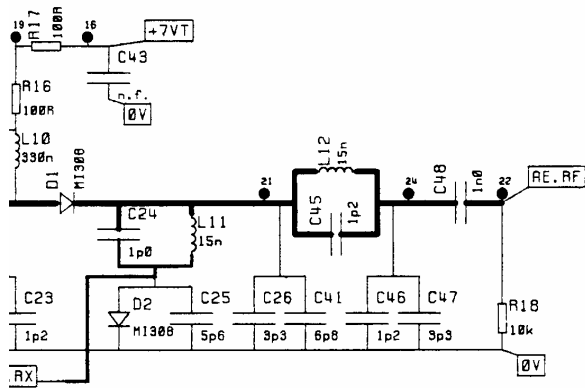 19
R17
100R
16
+7VT
C43
n.f.
0V
R16
100R
L10
330n
D1
MI308
L12
15n
21
24
C48
1n0
22
RE.RF
C45
1p2
C24
1p0
L11
15n
C23
1p2
D2
MI308
C25
5p6
C26
3p3
C41
6p8
C46
1p2
C47
3p3
R18
10k
0V
RX